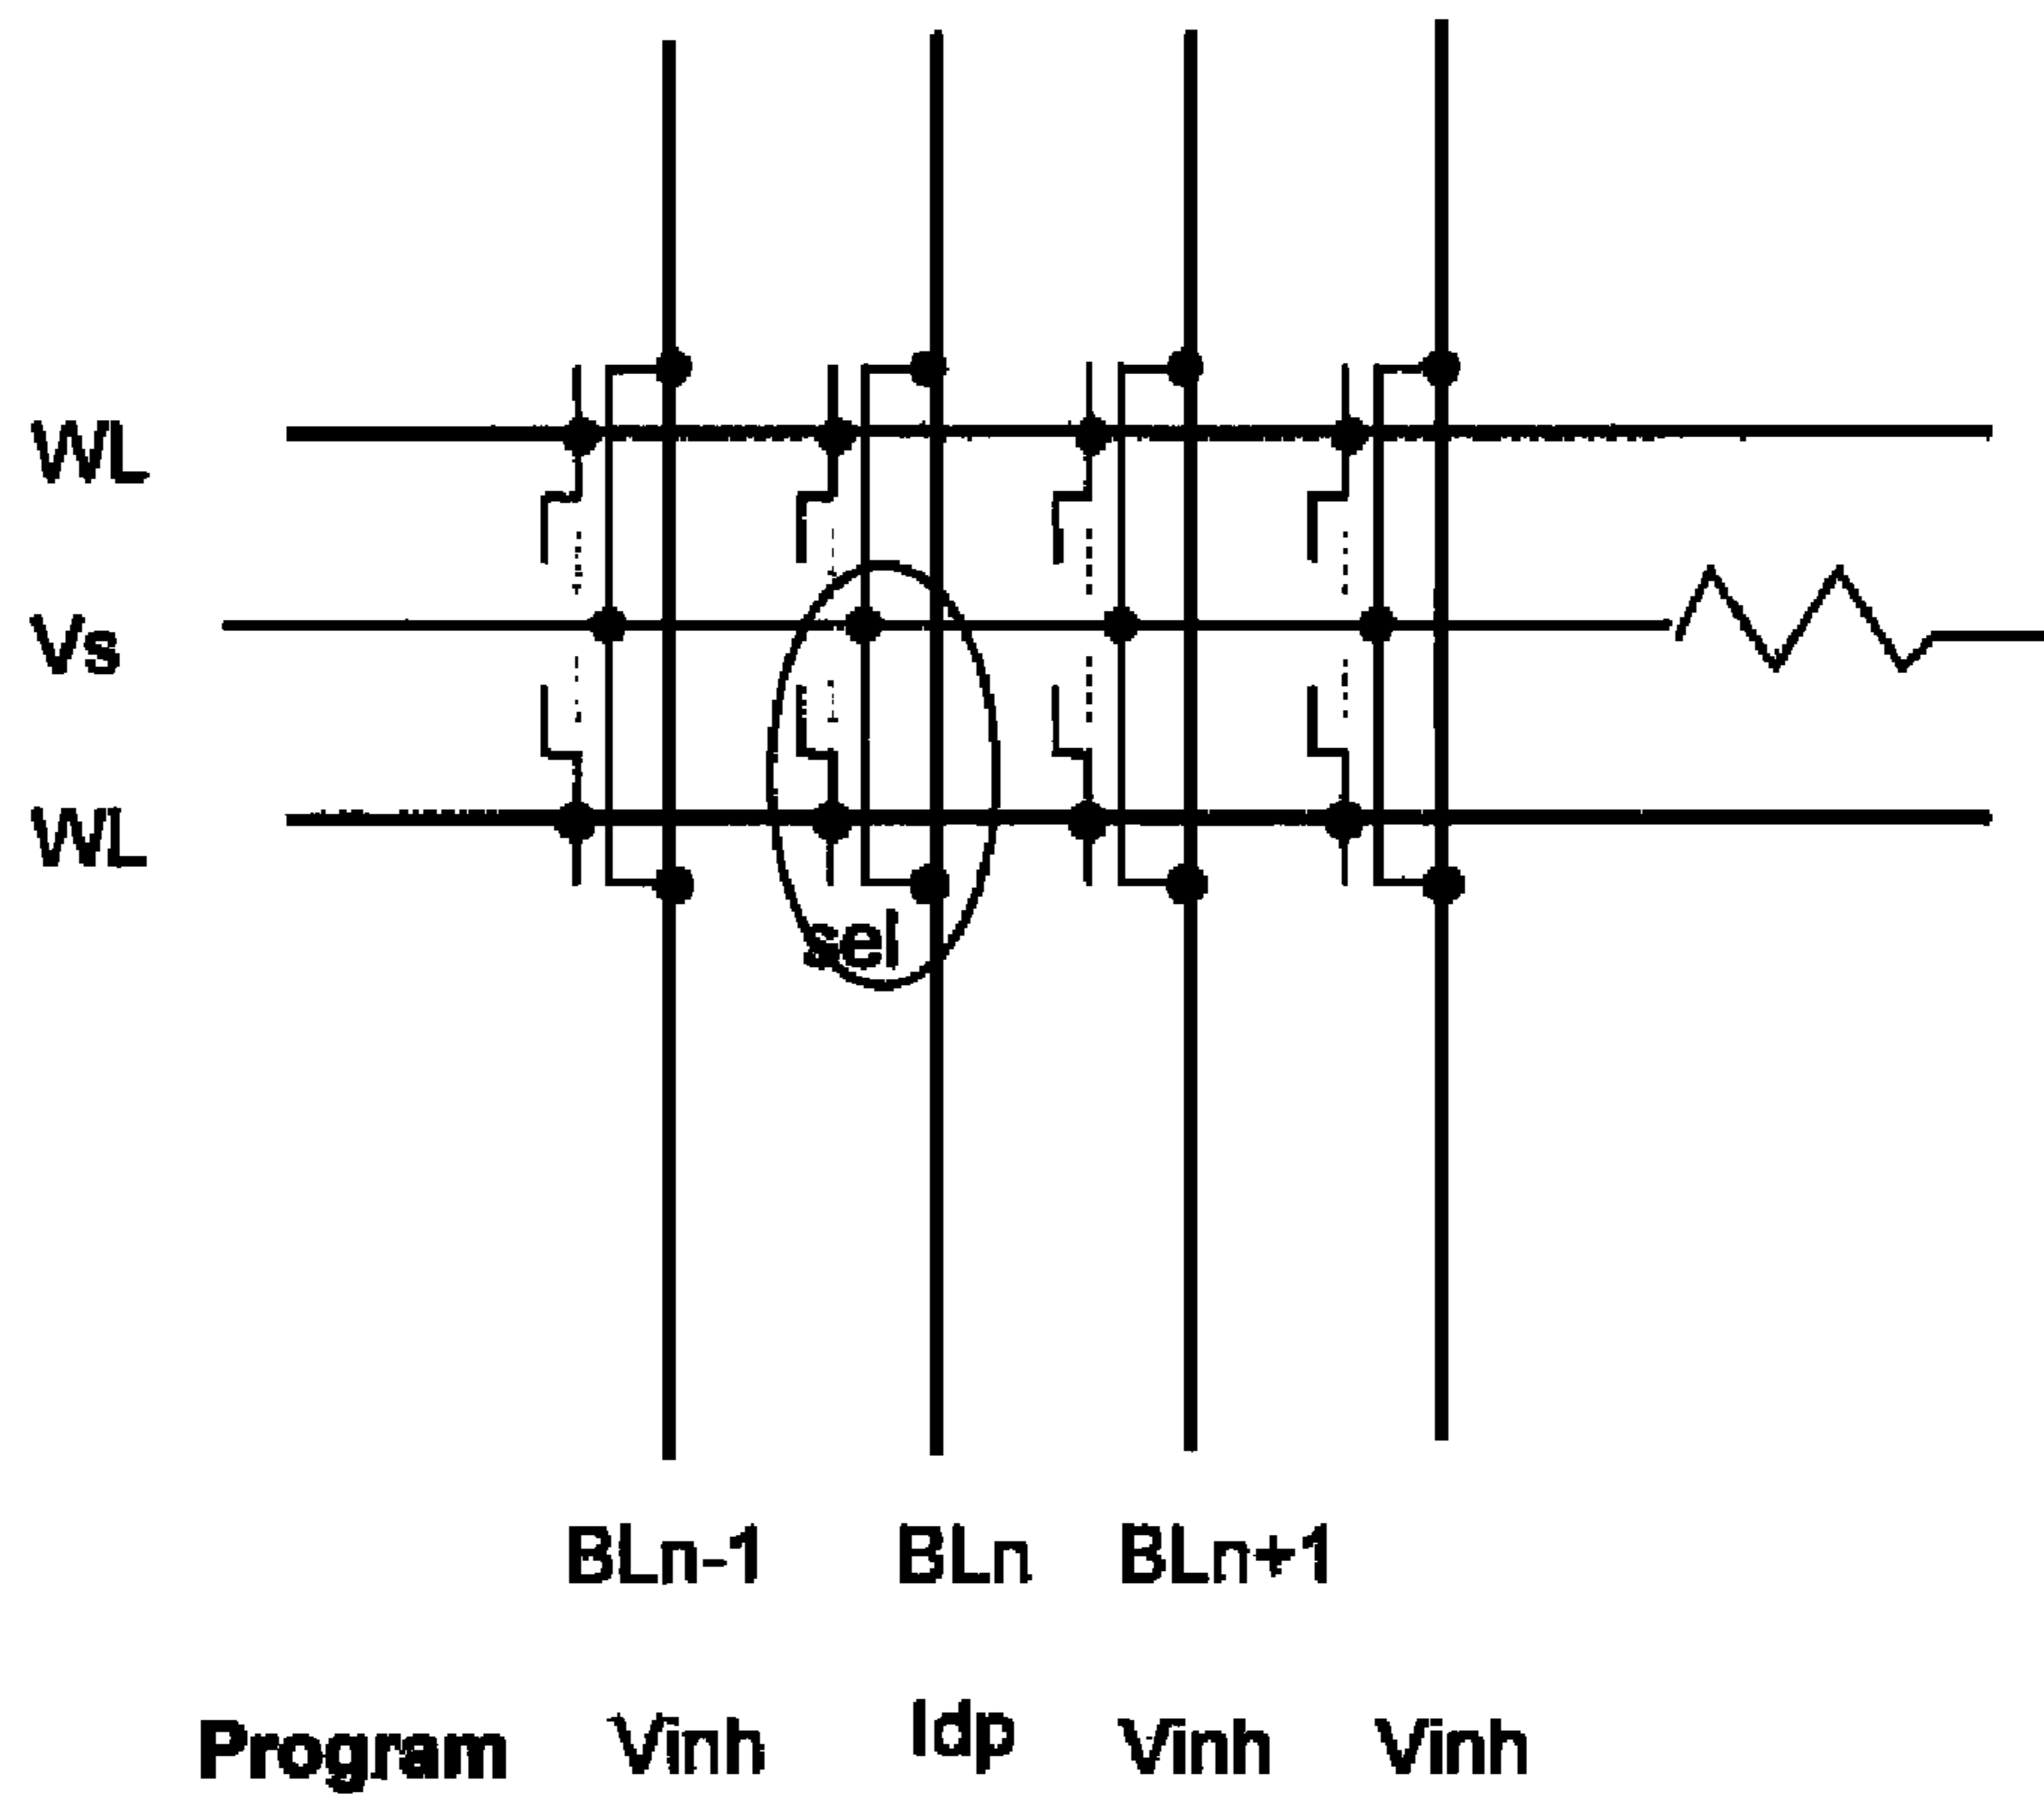 WL
Vs
WL
sel
BLn-1 BLn BLn+1
Program Vinh Idp Vinh Vinh